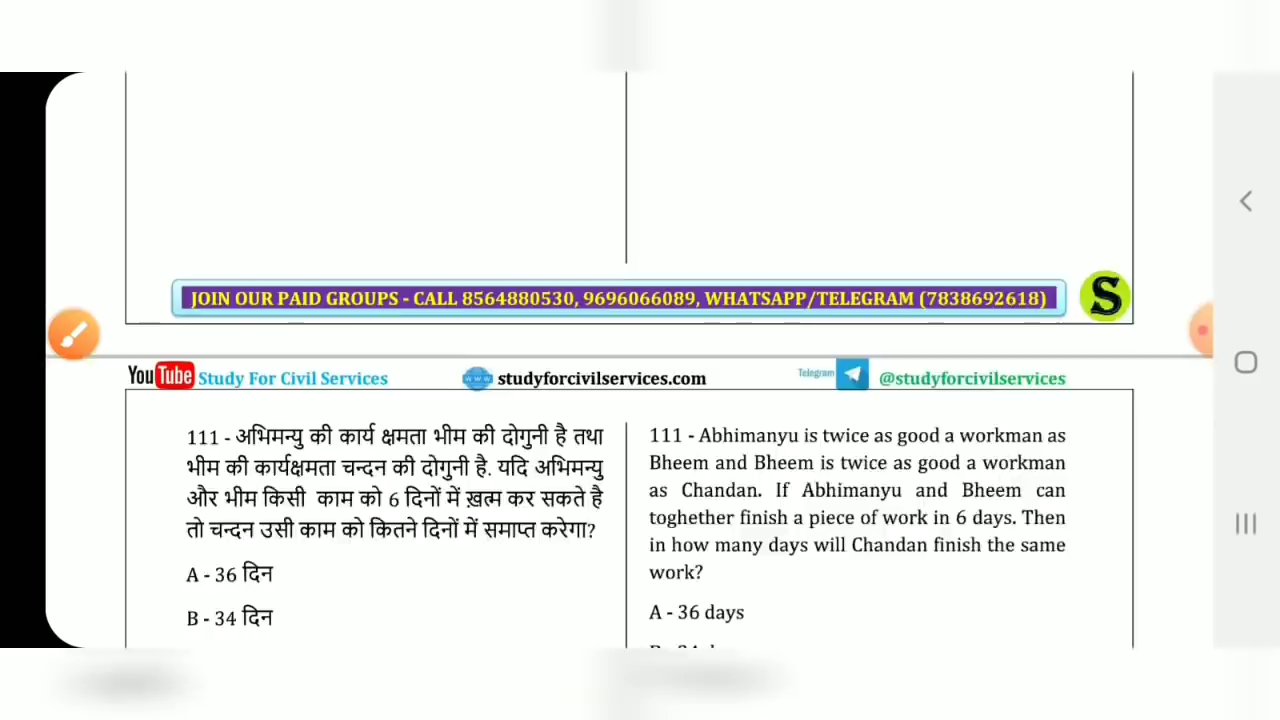 JOIN OUR PAID GROUPS - CALL 8564880530, 9696066089, WHATSAPP/TELEGRAM (7838692618)
S
YouTube Study For Civil Services
WWW studyforcivilservices.com
Telegram @studyforcivilservices
111 - अभिमन्यु की कार्य क्षमता भीम की दोगुनी है तथा
भीम की कार्यक्षमता चन्दन की दोगुनी है. यदि अभिमन्यु
और भीम किसी काम को 6 दिनों में ख़त्म कर सकते है
तो चन्दन उसी काम को कितने दिनों में समाप्त करेगा?
A - 36 दिन
B - 34 दिन
111 - Abhimanyu is twice as good a workman as
Bheem and Bheem is twice as good a workman
as Chandan. If Abhimanyu and Bheem can
toghether finish a piece of work in 6 days. Then
in how many days will Chandan finish the same
work?
A - 36 days